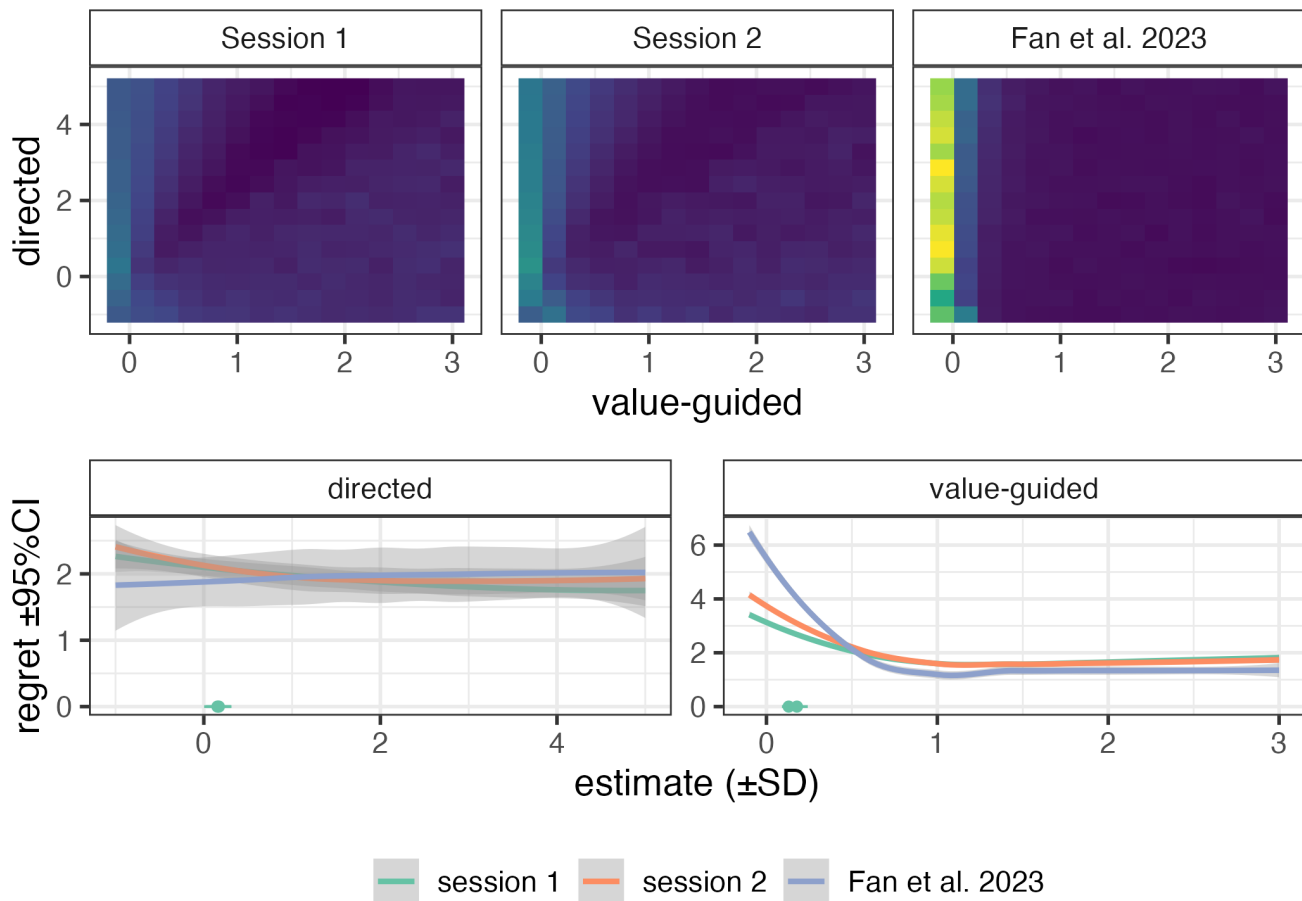 Session 1
Session 2
Fan et al. 2023
directed
4
2
0
0 1 2 3
0 1 2 3
0 1 2 3
value-guided
directed
value-guided
regret ±95%CI
2
1
0
6
4
2
0
0 2 4
0 1 2 3
estimate (±SD)
session 1 session 2 Fan et al. 2023